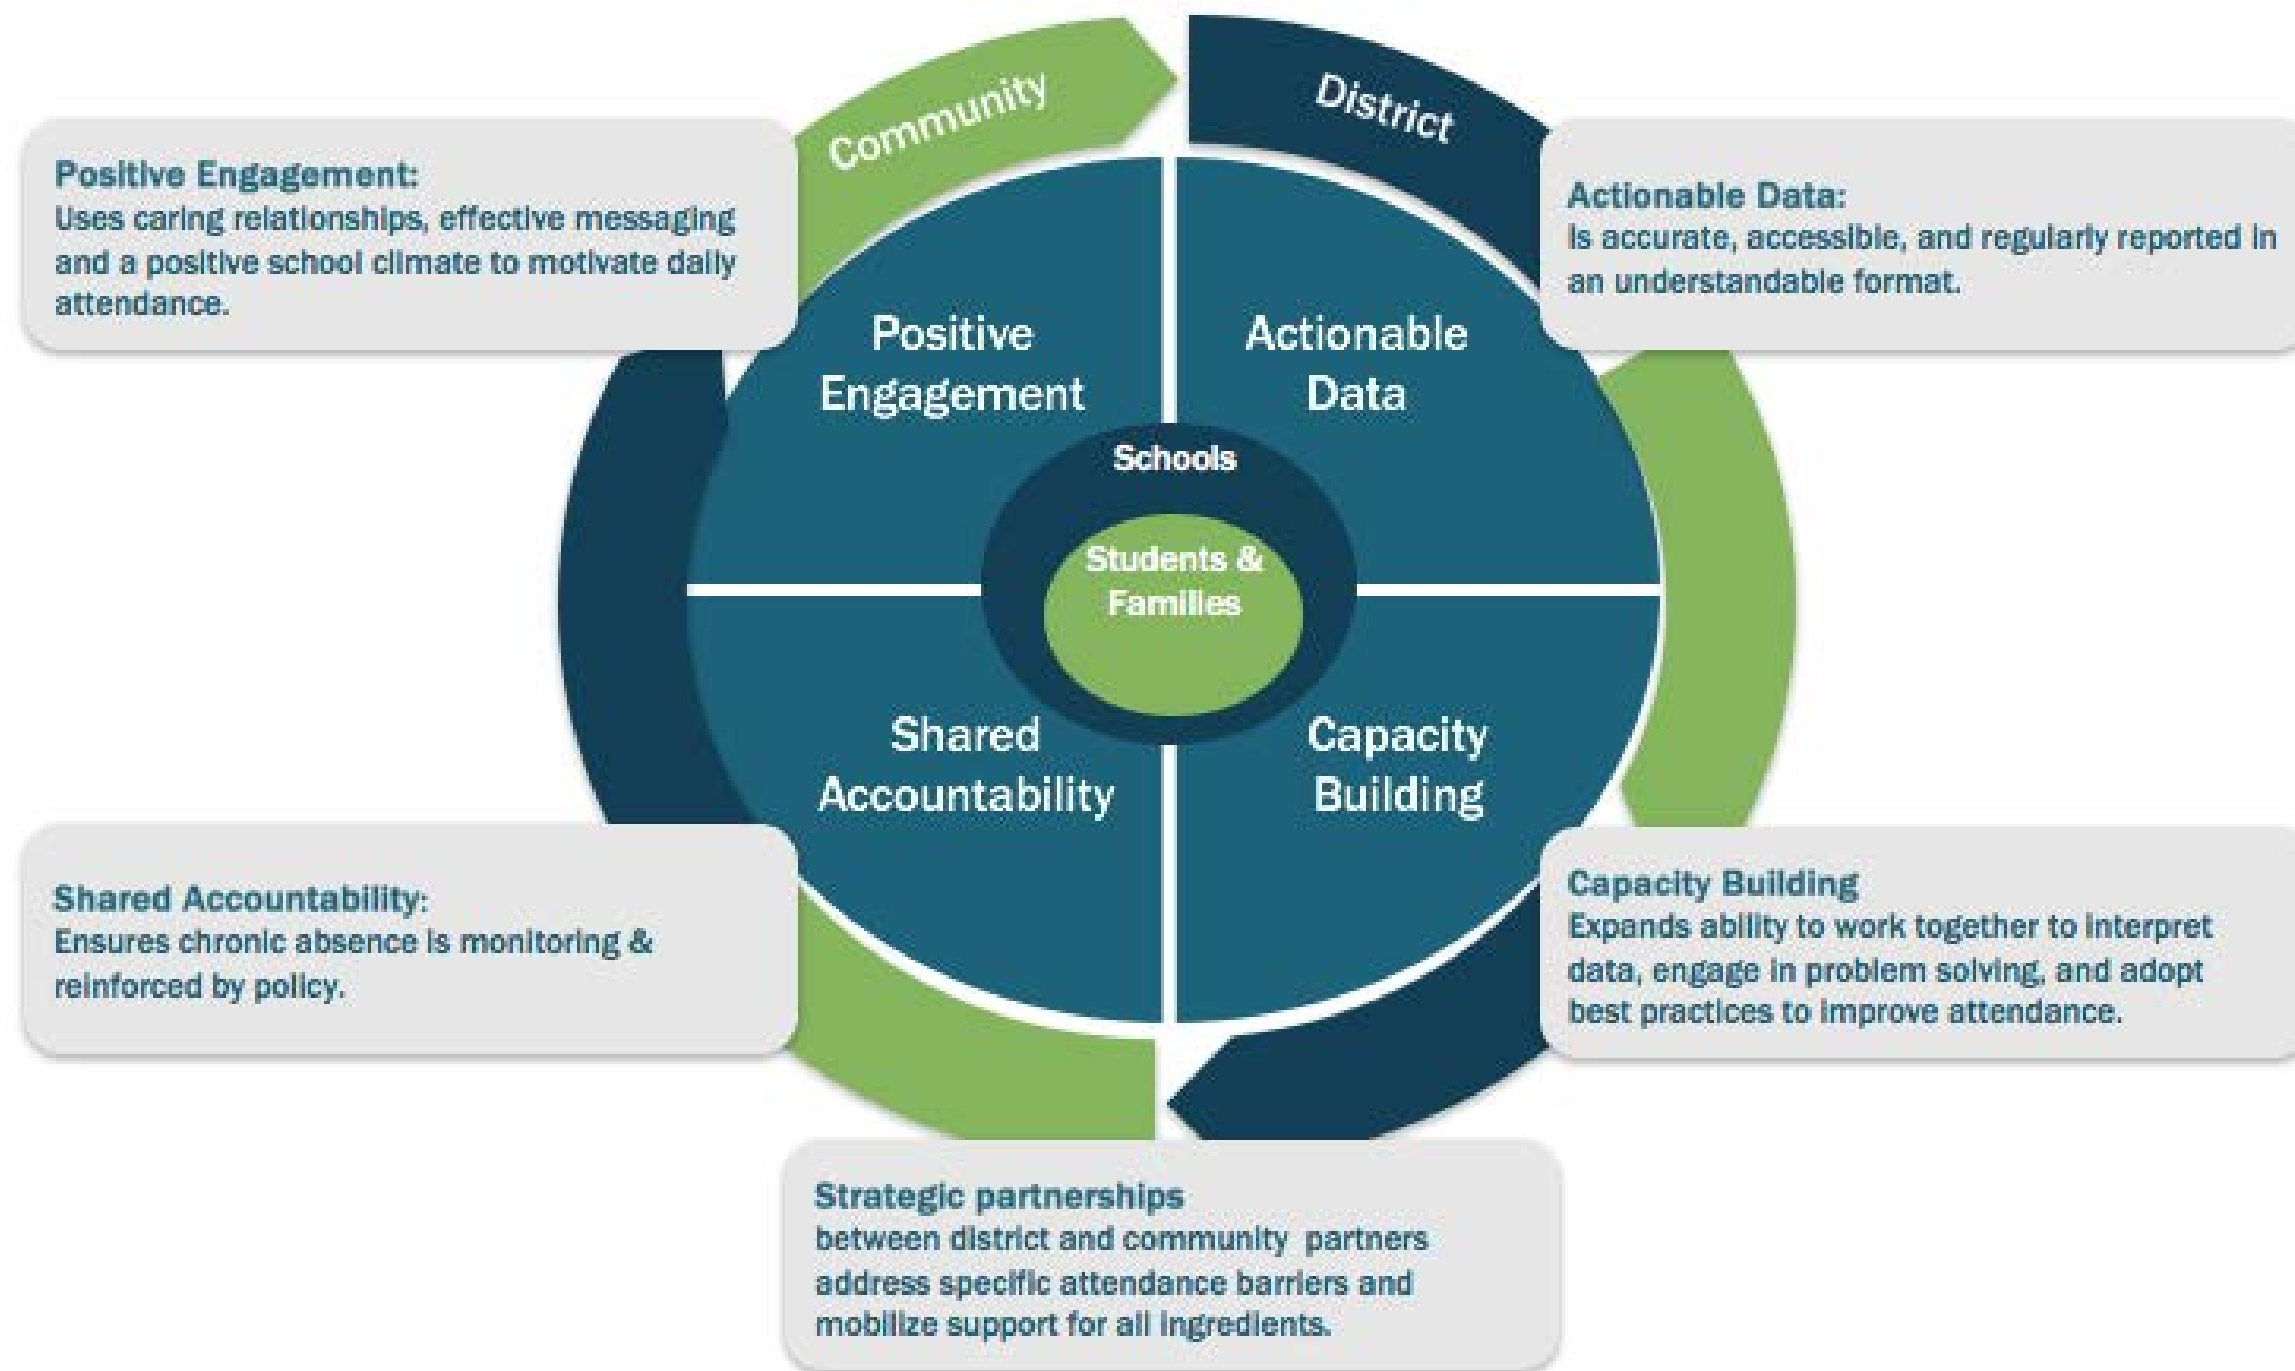 Community
District
Positive Engagement:
Uses caring relationships, effective messaging
and a positive school climate to motivate daily
attendance.
Actionable Data:
Is accurate, accessible, and regularly reported in
an understandable format.
Positive
Engagement
Actionable
Data
Schools
Students &
Families
Shared
Accountability
Capacity
Building
Shared Accountability:
Ensures chronic absence is monitoring &
reinforced by policy.
Capacity Building
Expands ability to work together to interpret
data, engage in problem solving, and adopt
best practices to improve attendance.
Strategic partnerships
between district and community partners
address specific attendance barriers and
mobilize support for all ingredients.